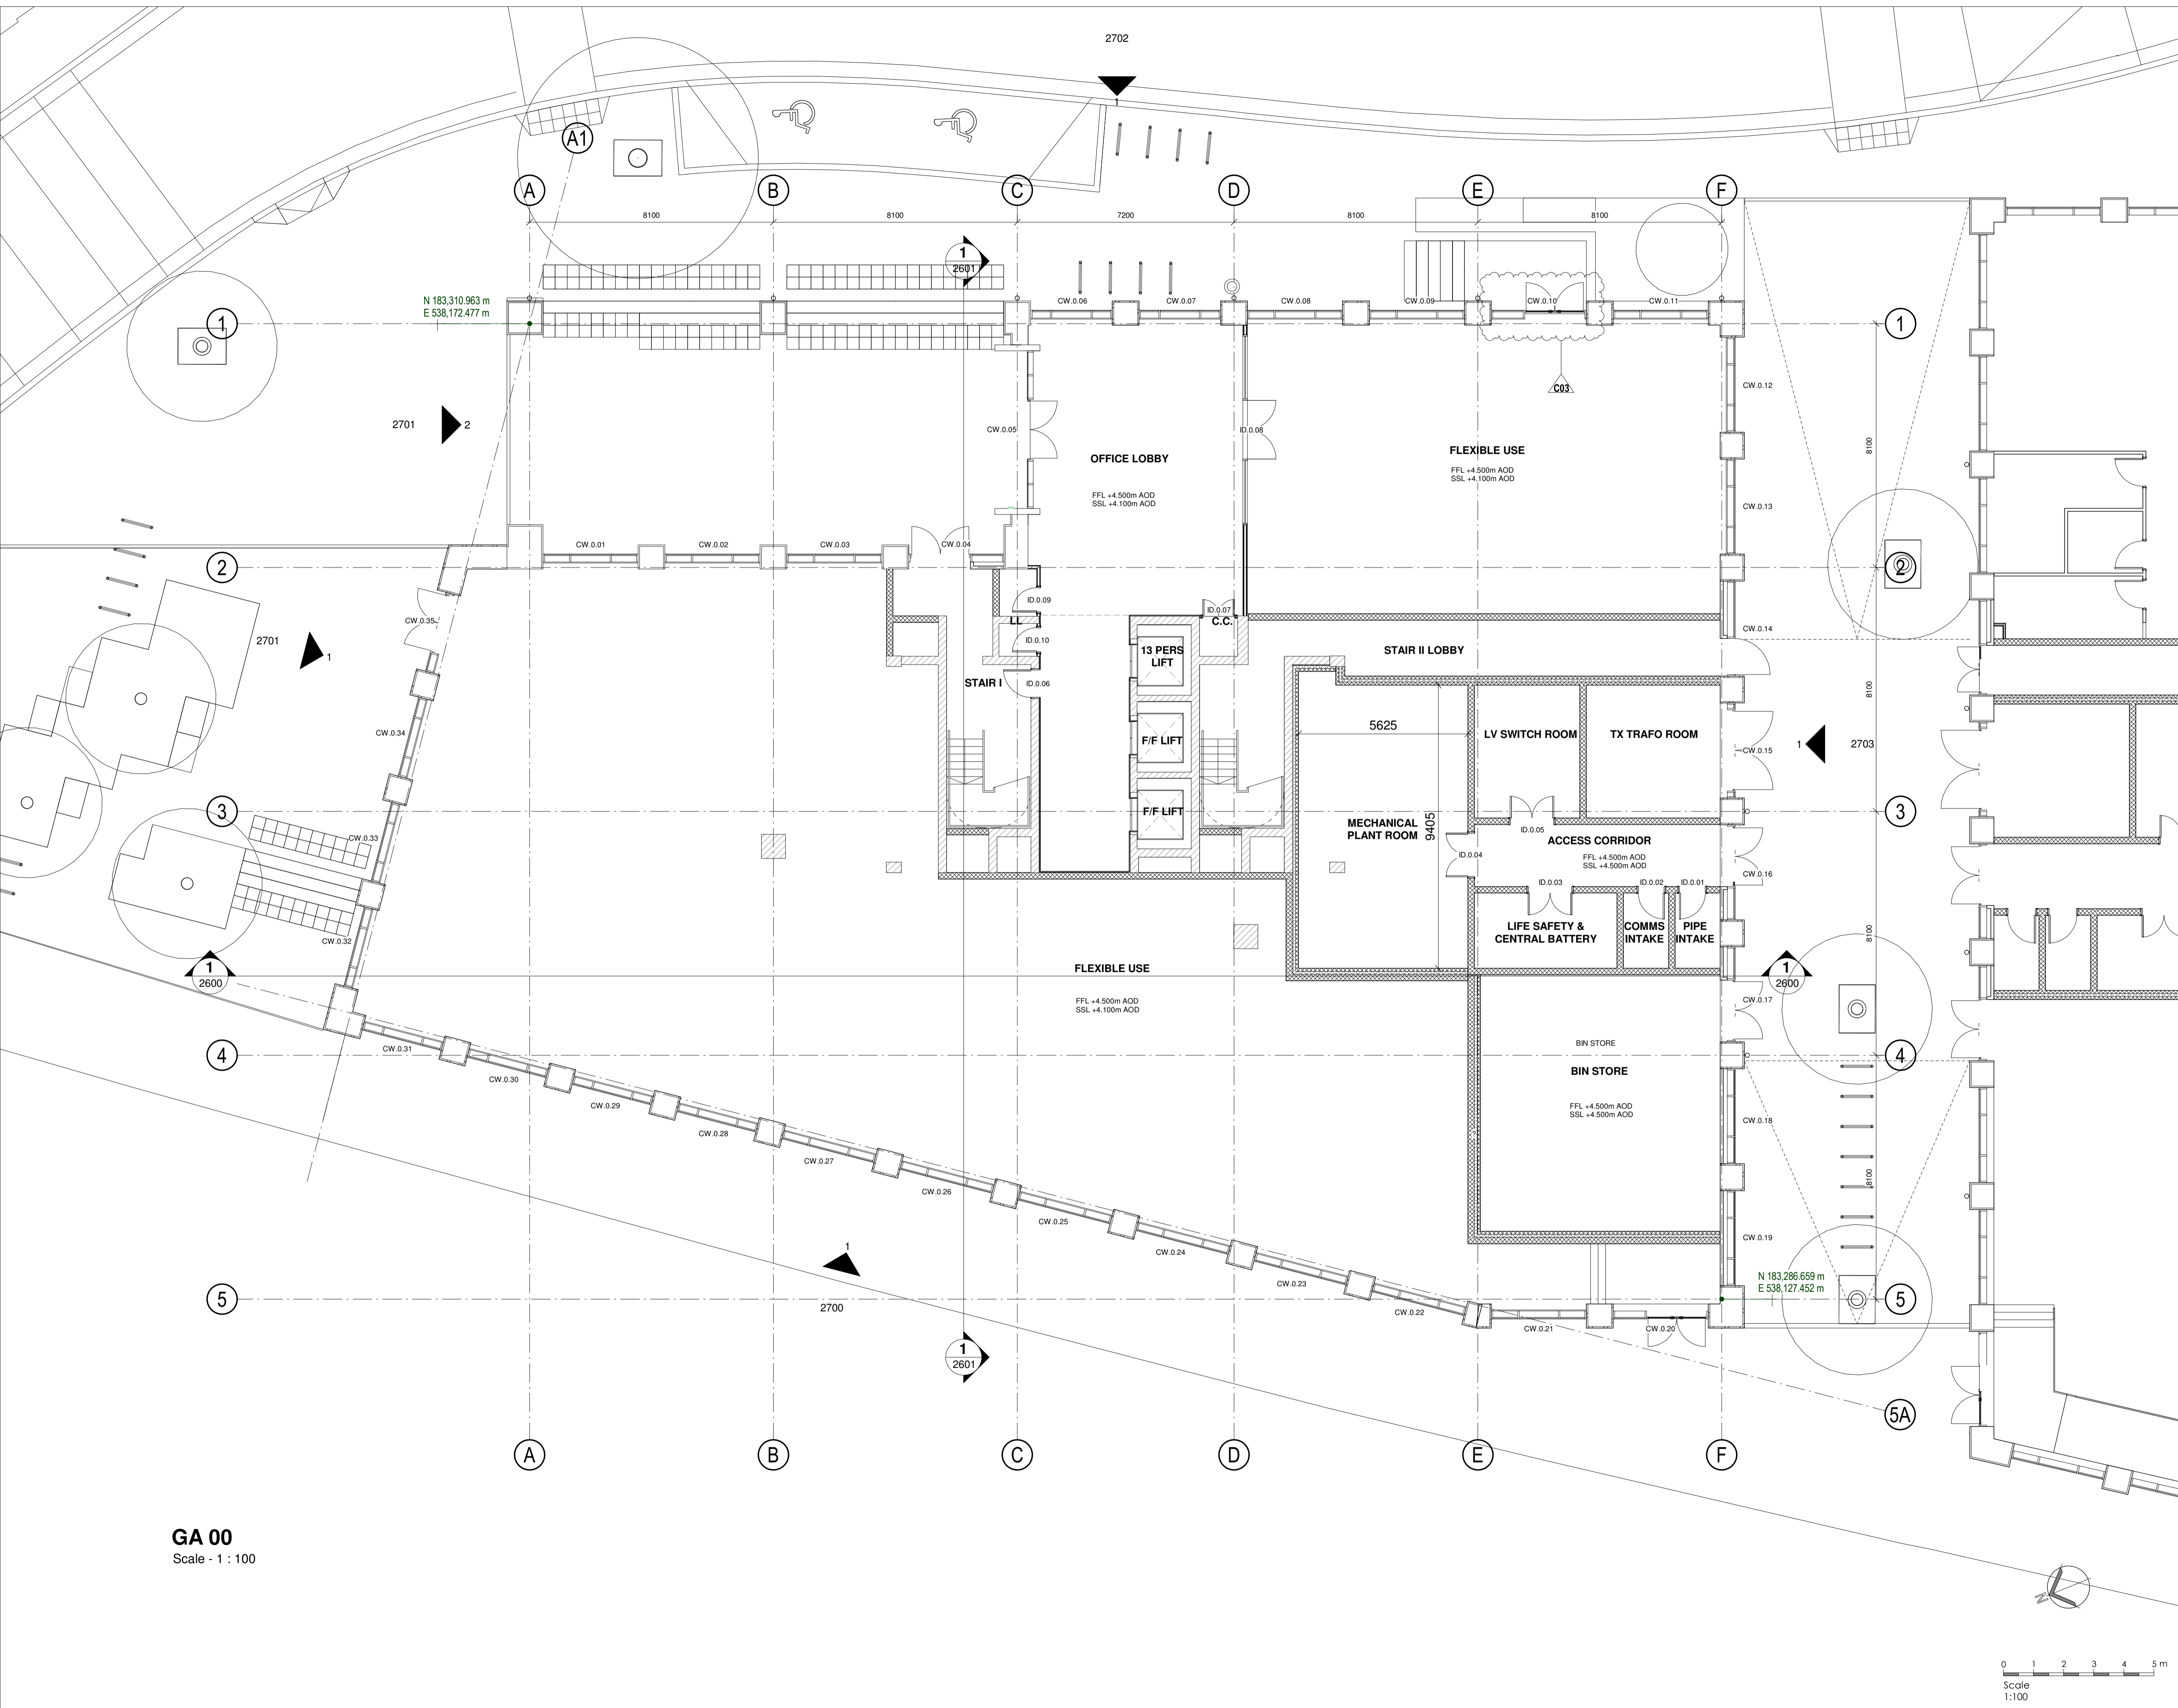 2702
1
A1
A
B
C
D
E
F
8100
8100
7200
8100
8100
1
2601
N 183,310.963 m
E 538,172.477 m
CW.0.06
CW.0.07
CW.0.08
CW.0.09
CW.0.10
CW.0.11
1
1
C03
CW.0.12
2701
2
CW.0.05
ID.0.08
8100
OFFICE LOBBY
FLEXIBLE USE
FFL +4.500m AOD
SSL +4.100m AOD
FFL +4.500m AOD
SSL +4.100m AOD
CW.0.13
CW.0.01
CW.0.02
CW.0.03
CW.0.04
2
2
ID.0.09
ID.0.07
LL
C.C.
CW.0.35
CW.0.14
2701
1
ID.0.10
13 PERS
LIFT
STAIR II LOBBY
STAIR I
ID.0.06
8100
5625
CW.0.34
F/F LIFT
LV SWITCH ROOM
TX TRAFO ROOM
CW.0.15
1
2703
3
F/F LIFT
3
CW.0.33
MECHANICAL
PLANT ROOM
9405
ID.0.05
ACCESS CORRIDOR
ID.0.04
FFL +4.500m AOD
SSL +4.500m AOD
CW.0.16
ID.0.03
ID.0.02
ID.0.01
LIFE SAFETY &
CENTRAL BATTERY
COMMS
INTAKE
PIPE
INTAKE
8100
CW.0.32
1
2600
FLEXIBLE USE
1
2600
FFL +4.500m AOD
SSL +4.100m AOD
CW.0.17
CW.0.31
BIN STORE
4
4
BIN STORE
CW.0.30
CW.0.29
FFL +4.500m AOD
SSL +4.500m AOD
CW.0.18
CW.0.28
CW.0.27
8100
CW.0.26
CW.0.25
CW.0.19
CW.0.24
1
CW.0.23
N 183,286.659 m
E 538,127.452 m
5
2700
CW.0.22
CW.0.21
CW.0.20
5
1
2601
5A
A
B
C
D
E
F
GA 00
Scale - 1 : 100
N
0 1 2 3 4 5 m
Scale
1:100